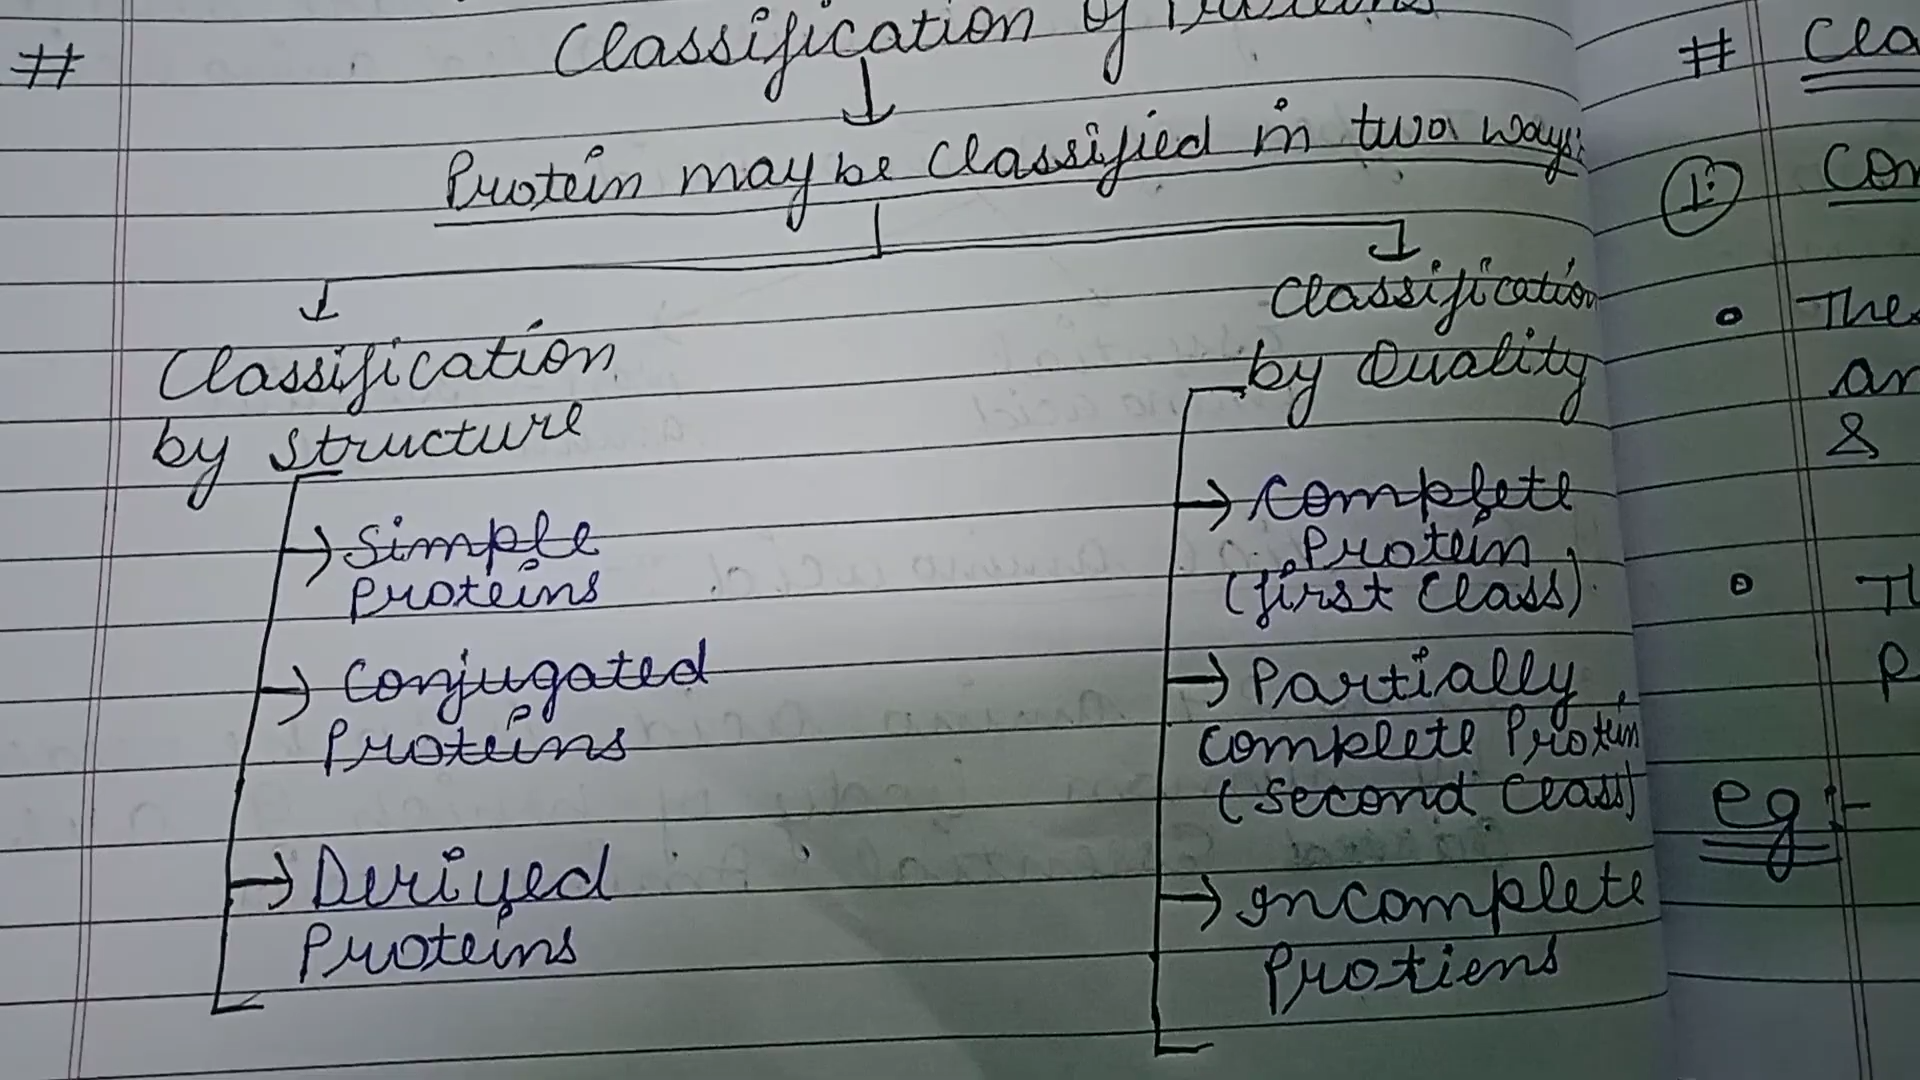 # Classification of Proteins
Protein may be Classified in two ways:
Classification
by structure
→ Simple
Proteins
→ Conjugated
Proteins
→ Derived
Proteins
Classification
by Quality
→ Complete
Protein
(first Class)
→ Partially
Complete Protein
(Second Class)
→ Incomplete
Protiens
#
1:
&
eg:-